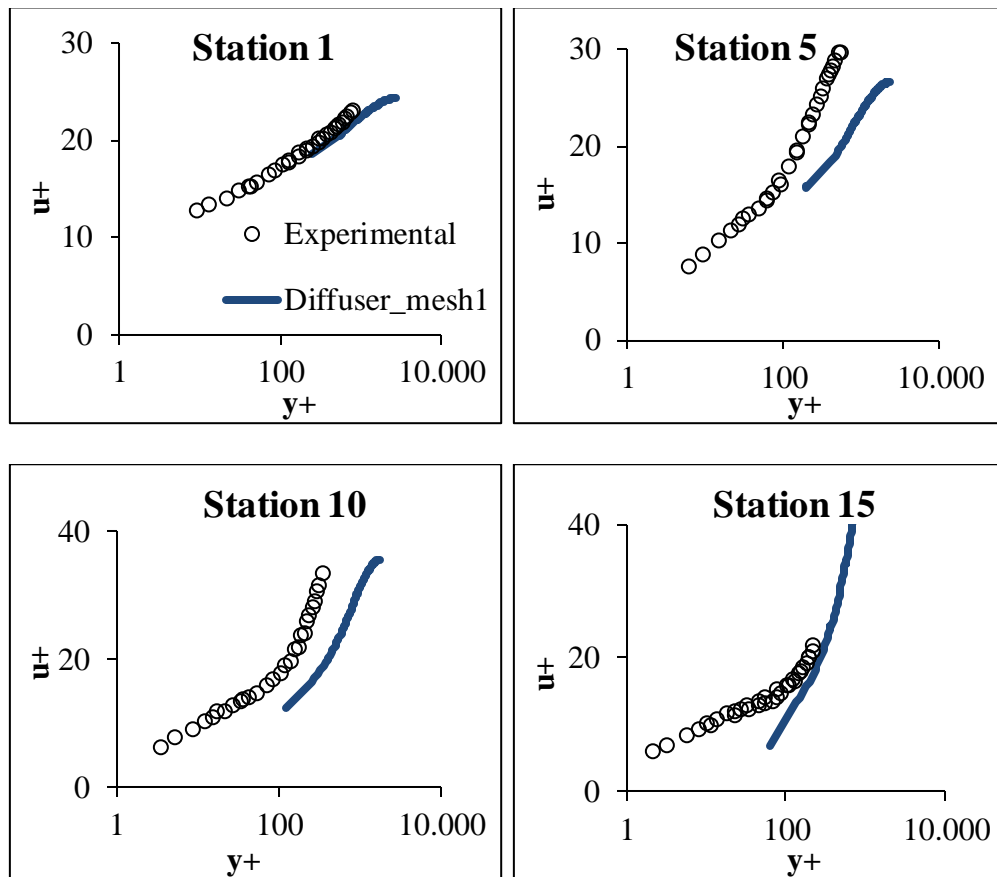 Station 1
30
20
10
0
u+
Experimental
Diffuser_mesh1
1
100
10.000
y+
Station 5
30
20
10
0
u+
1
100
10.000
y+
Station 10
40
20
0
u+
1
100
10.000
y+
Station 15
40
20
0
u+
1
100
10.000
y+